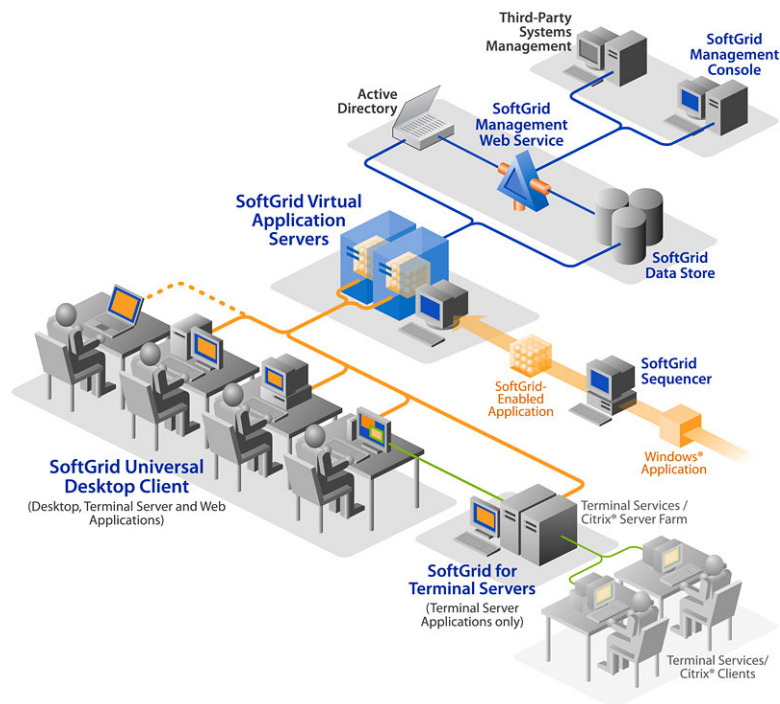 Third-Party
Systems
Management
SoftGrid
Management
Console
Active
Directory
SoftGrid
Management
Web Service
SoftGrid Virtual
Application
Servers
SoftGrid
Data Store
SoftGrid-
Enabled
Application
SoftGrid
Sequencer
Windows®
Application
SoftGrid Universal
Desktop Client
(Desktop, Terminal Server and Web
Applications)
Terminal Services /
Citrix® Server Farm
SoftGrid for
Terminal Servers
(Terminal Server
Applications only)
Terminal Services/
Citrix® Clients